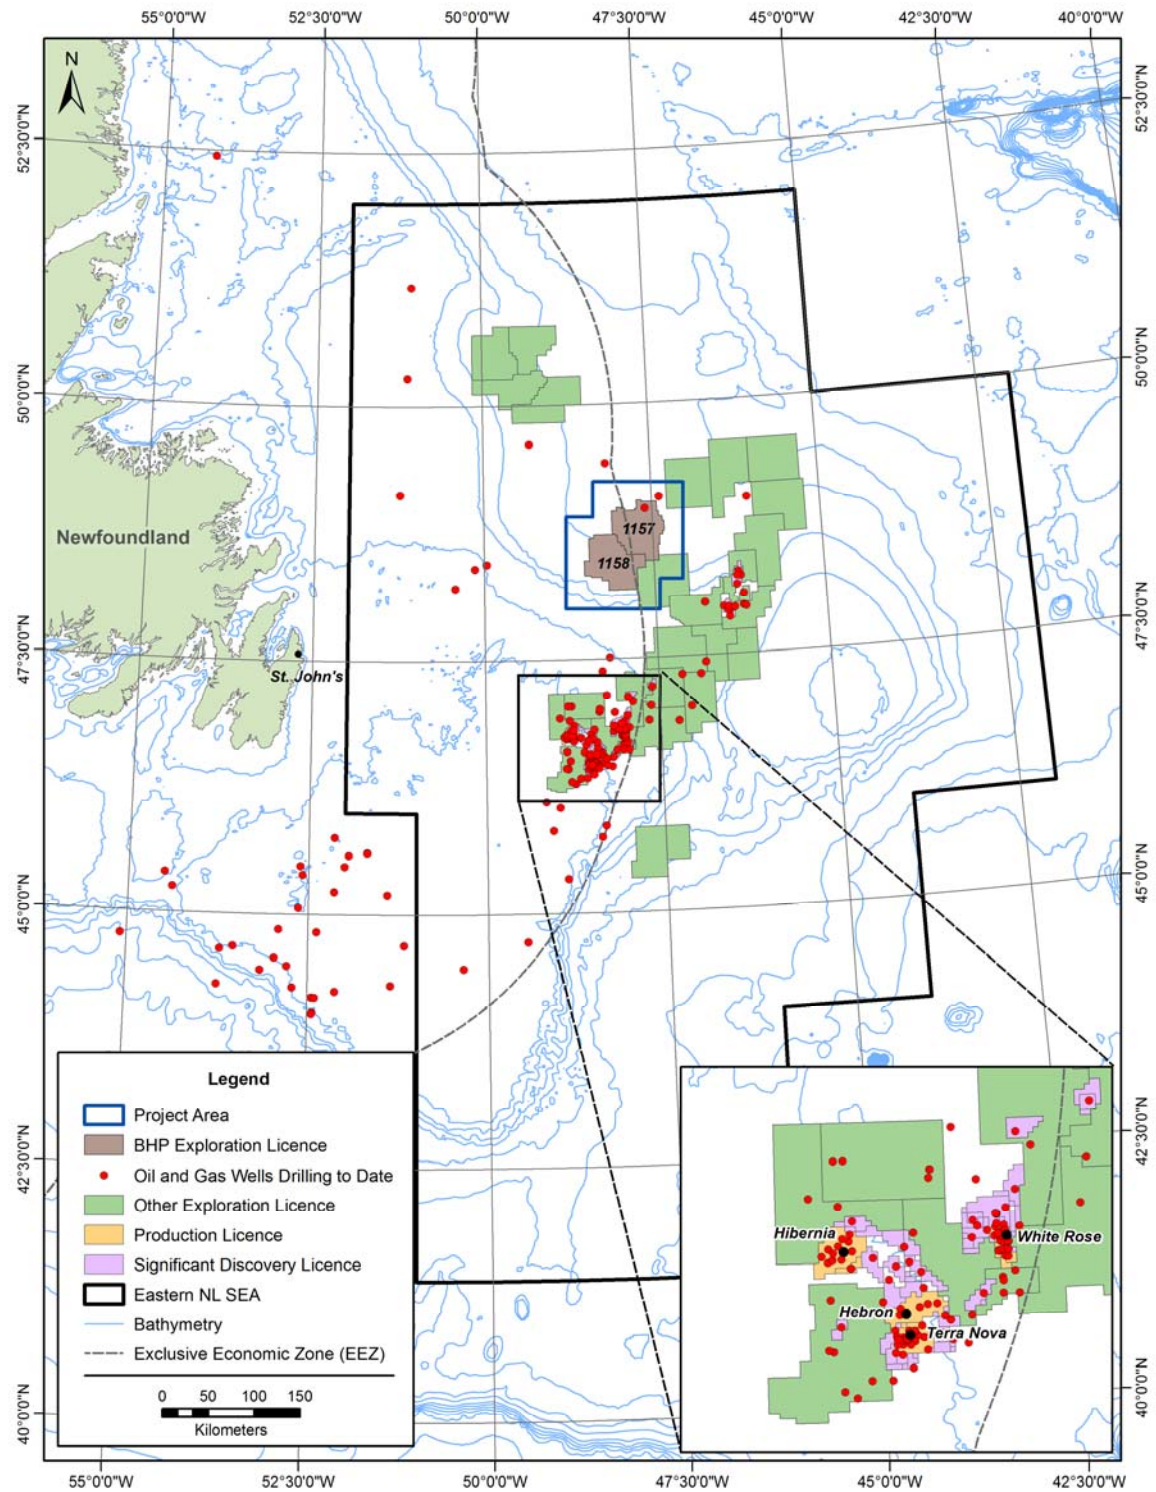 55°0'0"W 52°30'0"W 50°0'0"W 47°30'0"W 45°0'0"W 42°30'0"W 40°0'0"W
N
52°30'0"N
52°30'0"N
50°0'0"N
50°0'0"N
1157
1158
Newfoundland
47°30'0"N
47°30'0"N
St. John's
45°0'0"N
45°0'0"N
Legend
Project Area
BHP Exploration Licence
Oil and Gas Wells Drilling to Date
Other Exploration Licence
Production Licence
Significant Discovery Licence
Eastern NL SEA
Bathymetry
Exclusive Economic Zone (EEZ)
0 50 100 150
Kilometers
42°30'0"N
42°30'0"N
Hibernia
White Rose
Hebron
Terra Nova
40°0'0"N
40°0'0"N
55°0'0"W 52°30'0"W 50°0'0"W 47°30'0"W 45°0'0"W 42°30'0"W